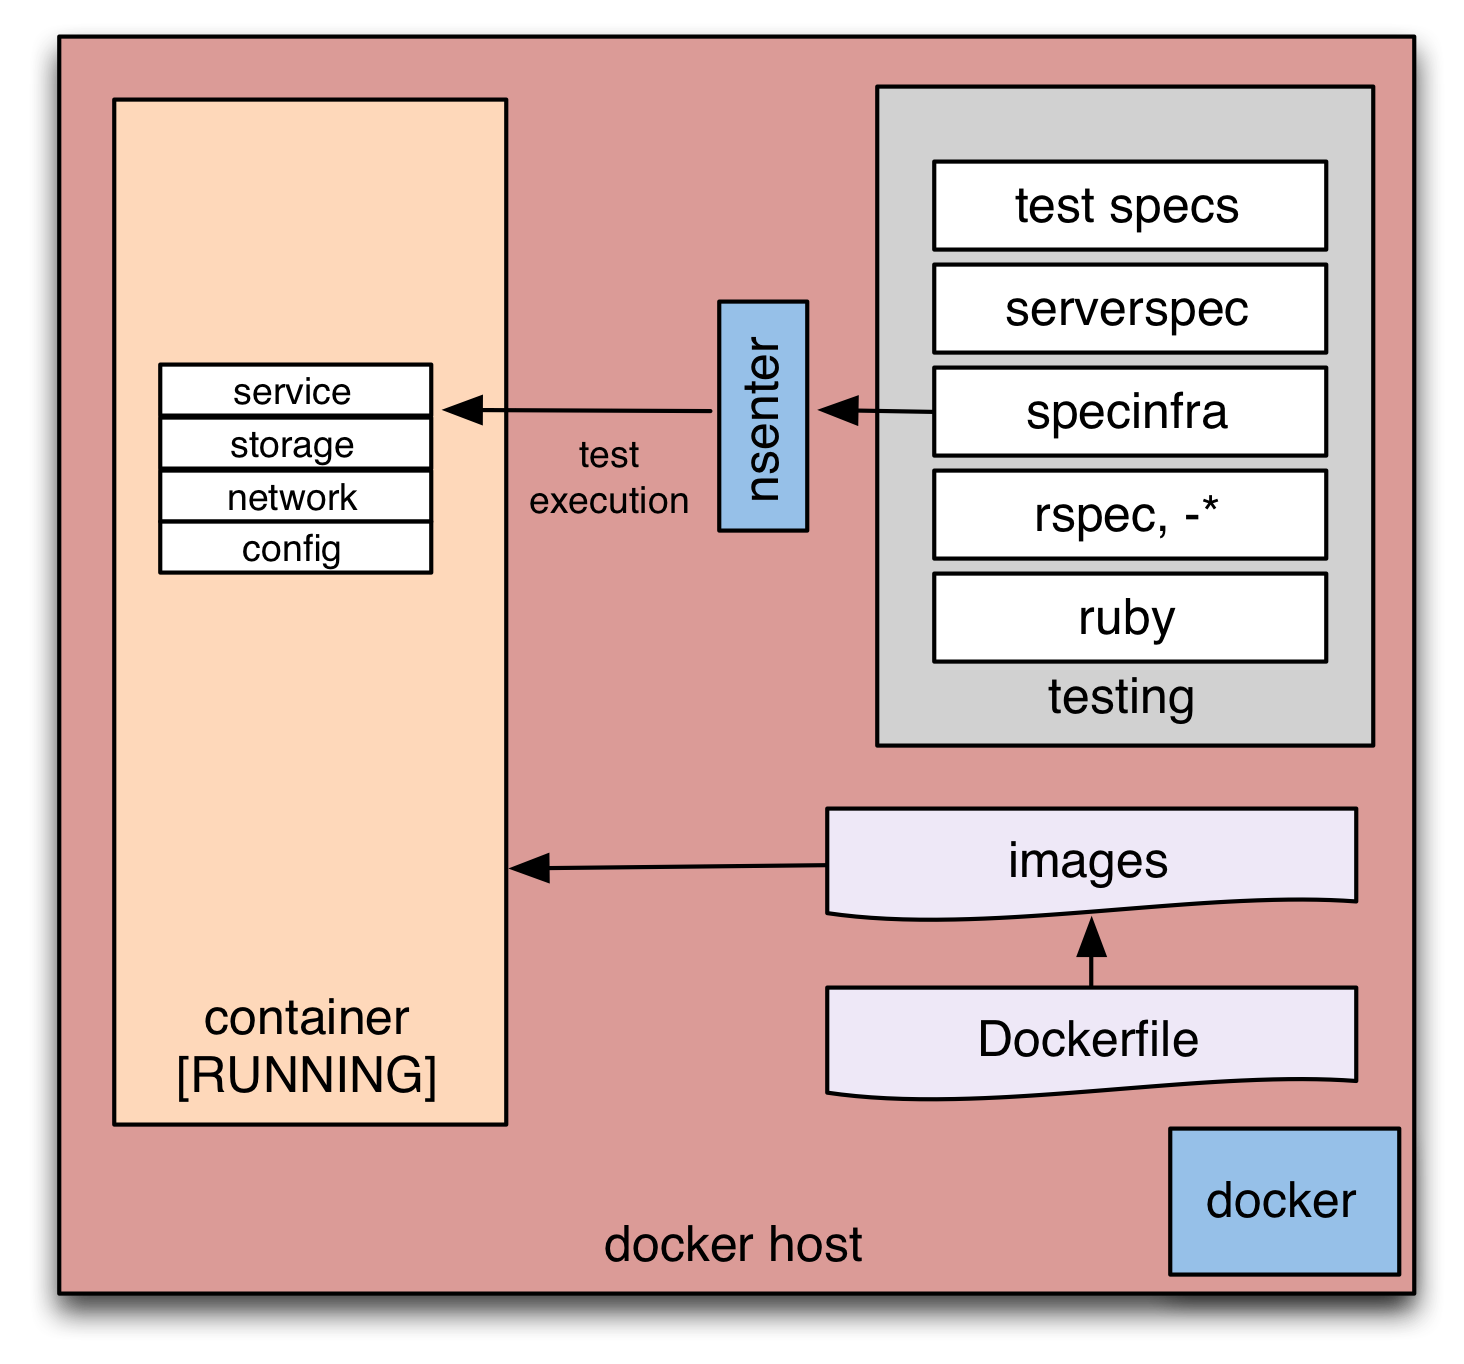 test specs
serverspec
specinfra
rspec, -*
ruby
testing
nsenter
service
storage
network
config
test
execution
images
Dockerfile
container
[RUNNING]
docker
docker host